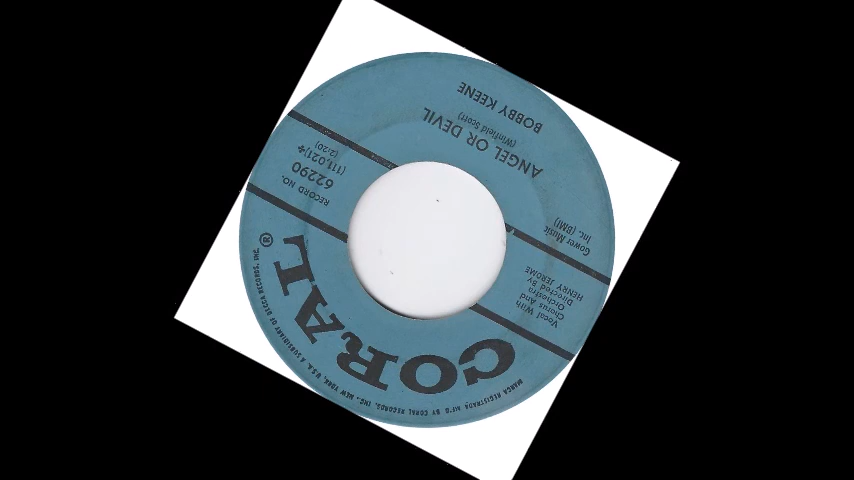 MARCA REGISTRADA MF'D BY CORAL RECORDS, INC. NEW YORK, U.S.A. A SUBSIDIARY OF DECCA RECORDS, INC.
CORAL®
Vocal With
Chorus And
Orchestra
Directed By
HENRY JEROME
RECORD NO.
62290
(111,021)+
(2:20)
Gower Music
Inc. (BMI)
ANGEL OR DEVIL
(Winfield Scott)
BOBBY KEENE